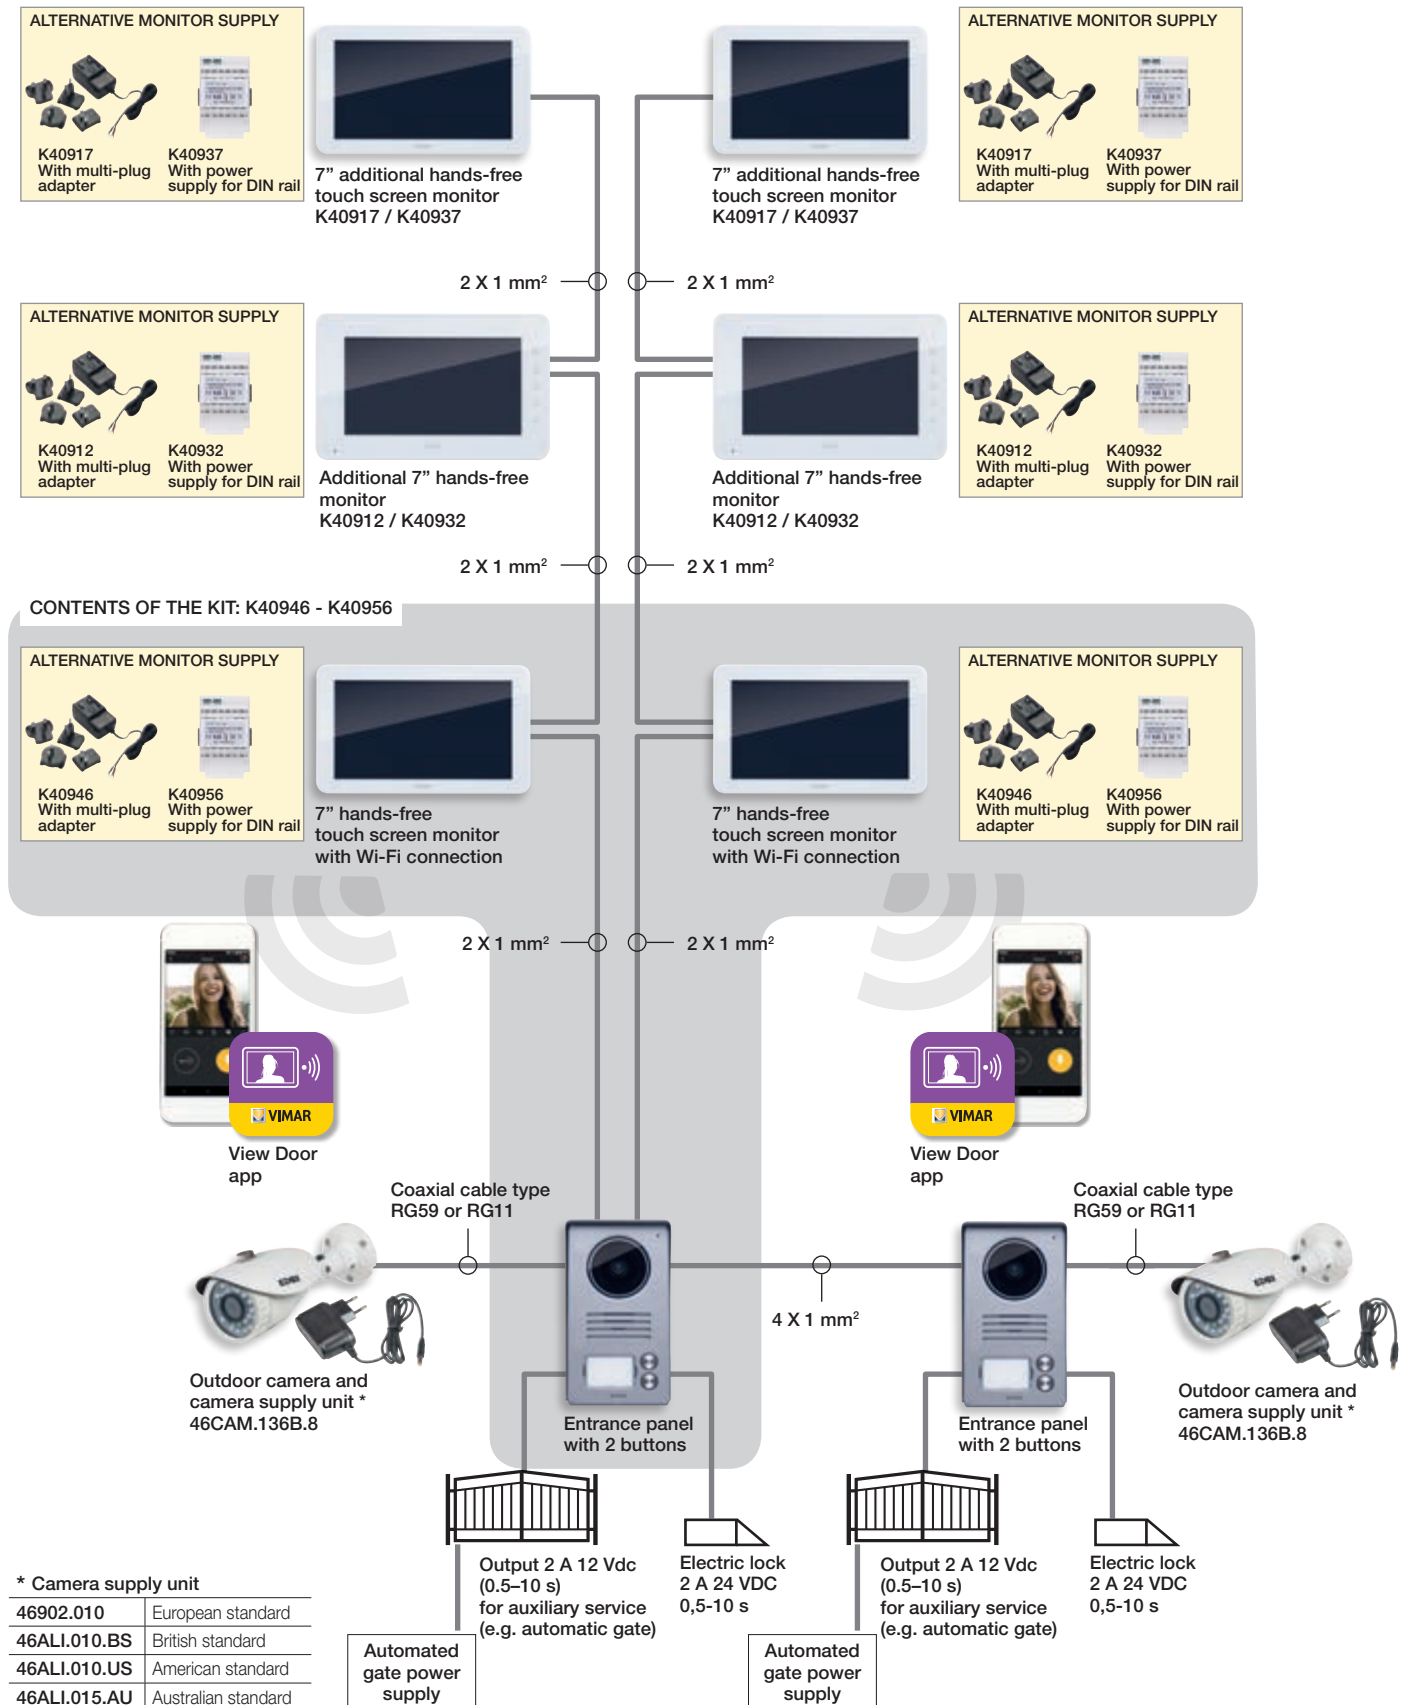 ALTERNATIVE MONITOR SUPPLY
K40917
With multi-plug
adapter
K40937
With power
supply for DIN rail
7” additional hands-free
touch screen monitor
K40917 / K40937
7” additional hands-free
touch screen monitor
K40917 / K40937
ALTERNATIVE MONITOR SUPPLY
K40917
With multi-plug
adapter
K40937
With power
supply for DIN rail
2 X 1 mm²
2 X 1 mm²
ALTERNATIVE MONITOR SUPPLY
K40912
With multi-plug
adapter
K40932
With power
supply for DIN rail
Additional 7” hands-free
monitor
K40912 / K40932
Additional 7” hands-free
monitor
K40912 / K40932
ALTERNATIVE MONITOR SUPPLY
K40912
With multi-plug
adapter
K40932
With power
supply for DIN rail
2 X 1 mm²
2 X 1 mm²
CONTENTS OF THE KIT: K40946 - K40956
ALTERNATIVE MONITOR SUPPLY
K40946
With multi-plug
adapter
K40956
With power
supply for DIN rail
7” hands-free
touch screen monitor
with Wi-Fi connection
7” hands-free
touch screen monitor
with Wi-Fi connection
ALTERNATIVE MONITOR SUPPLY
K40946
With multi-plug
adapter
K40956
With power
supply for DIN rail
2 X 1 mm²
2 X 1 mm²
VIMAR
View Door
app
VIMAR
View Door
app
Coaxial cable type
RG59 or RG11
Coaxial cable type
RG59 or RG11
4 X 1 mm²
Outdoor camera and
camera supply unit *
46CAM.136B.8
Entrance panel
with 2 buttons
Entrance panel
with 2 buttons
Outdoor camera and
camera supply unit *
46CAM.136B.8
Output 2 A 12 Vdc
(0.5–10 s)
for auxiliary service
(e.g. automatic gate)
Electric lock
2 A 24 VDC
0,5-10 s
Output 2 A 12 Vdc
(0.5–10 s)
for auxiliary service
(e.g. automatic gate)
Electric lock
2 A 24 VDC
0,5-10 s
Automated
gate power
supply
Automated
gate power
supply
* Camera supply unit
46902.010 European standard
46ALI.010.BS British standard
46ALI.010.US American standard
46ALI.015.AU Australian standard